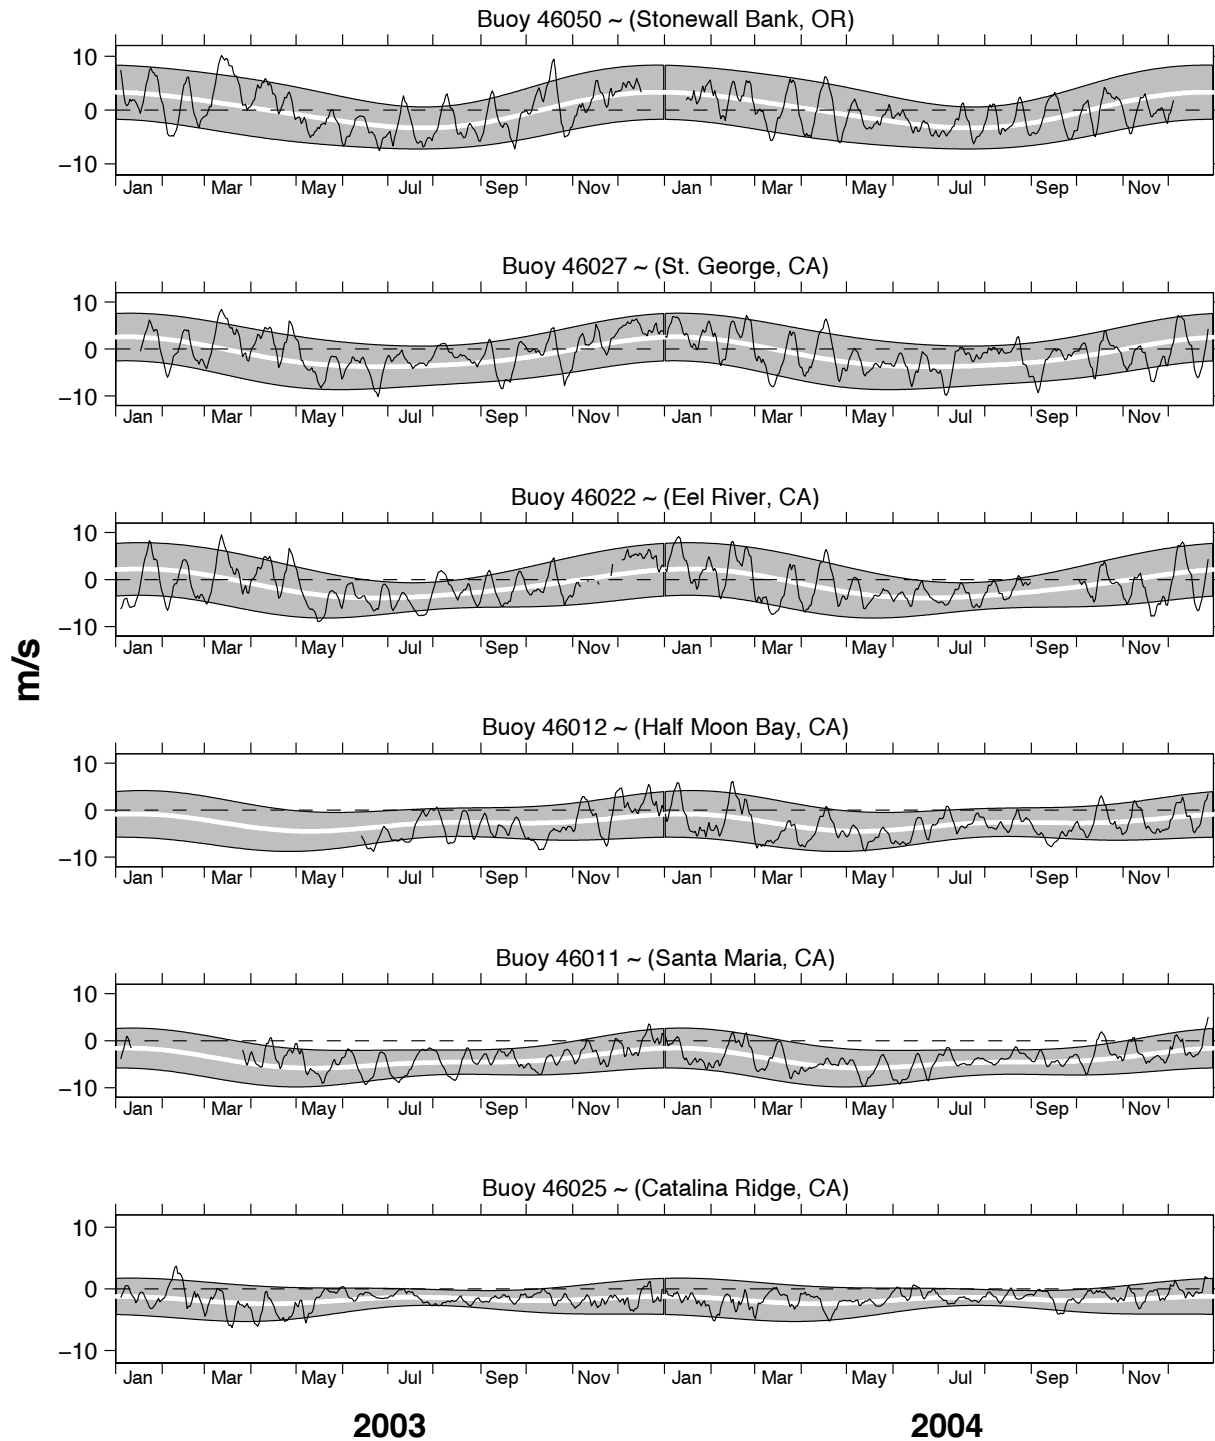 Buoy 46050 ~ (Stonewall Bank, OR)
10
0
−10
Jan Mar May Jul Sep Nov Jan Mar May Jul Sep Nov
Buoy 46027 ~ (St. George, CA)
10
0
−10
Jan Mar May Jul Sep Nov Jan Mar May Jul Sep Nov
Buoy 46022 ~ (Eel River, CA)
10
0
−10
Jan Mar May Jul Sep Nov Jan Mar May Jul Sep Nov
m/s
Buoy 46012 ~ (Half Moon Bay, CA)
10
0
−10
Jan Mar May Jul Sep Nov Jan Mar May Jul Sep Nov
Buoy 46011 ~ (Santa Maria, CA)
10
0
−10
Jan Mar May Jul Sep Nov Jan Mar May Jul Sep Nov
Buoy 46025 ~ (Catalina Ridge, CA)
10
0
−10
Jan Mar May Jul Sep Nov Jan Mar May Jul Sep Nov
2003 2004